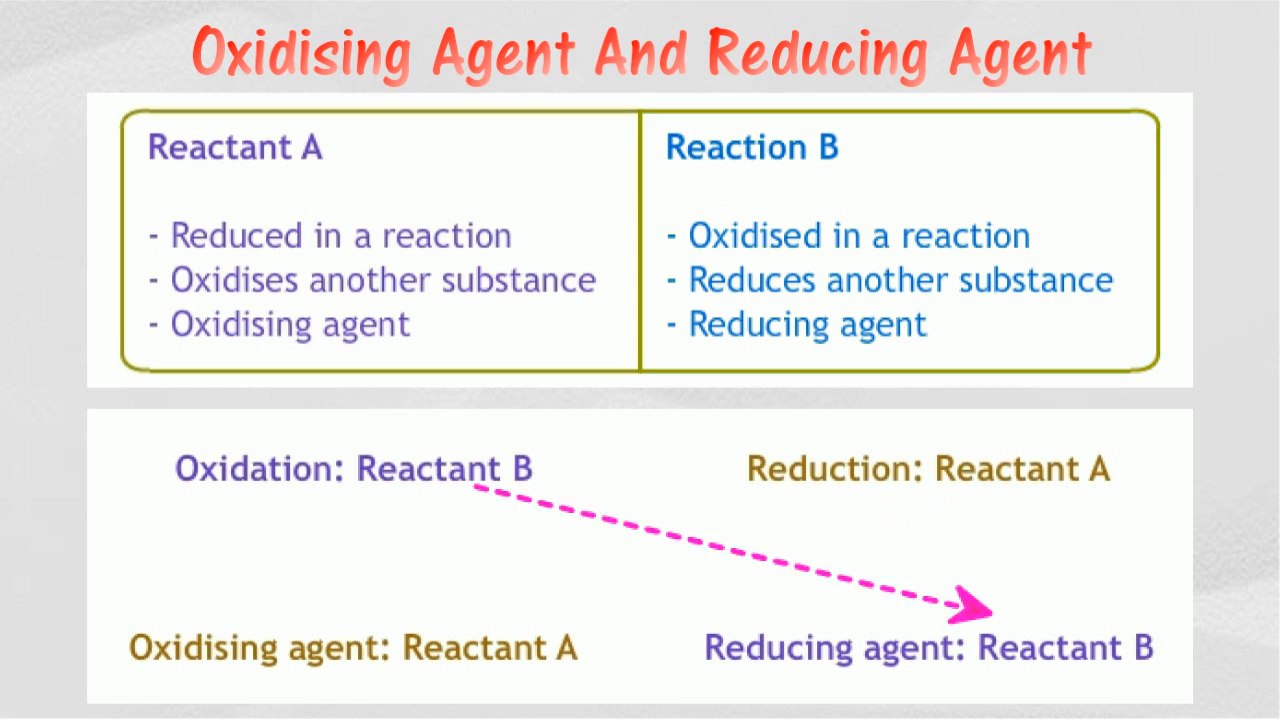 Oxidising Agent And Reducing Agent
Reactant A
- Reduced in a reaction
- Oxidises another substance
- Oxidising agent
Reaction B
- Oxidised in a reaction
- Reduces another substance
- Reducing agent
Oxidation: Reactant B
Reduction: Reactant A
Oxidising agent: Reactant A
Reducing agent: Reactant B